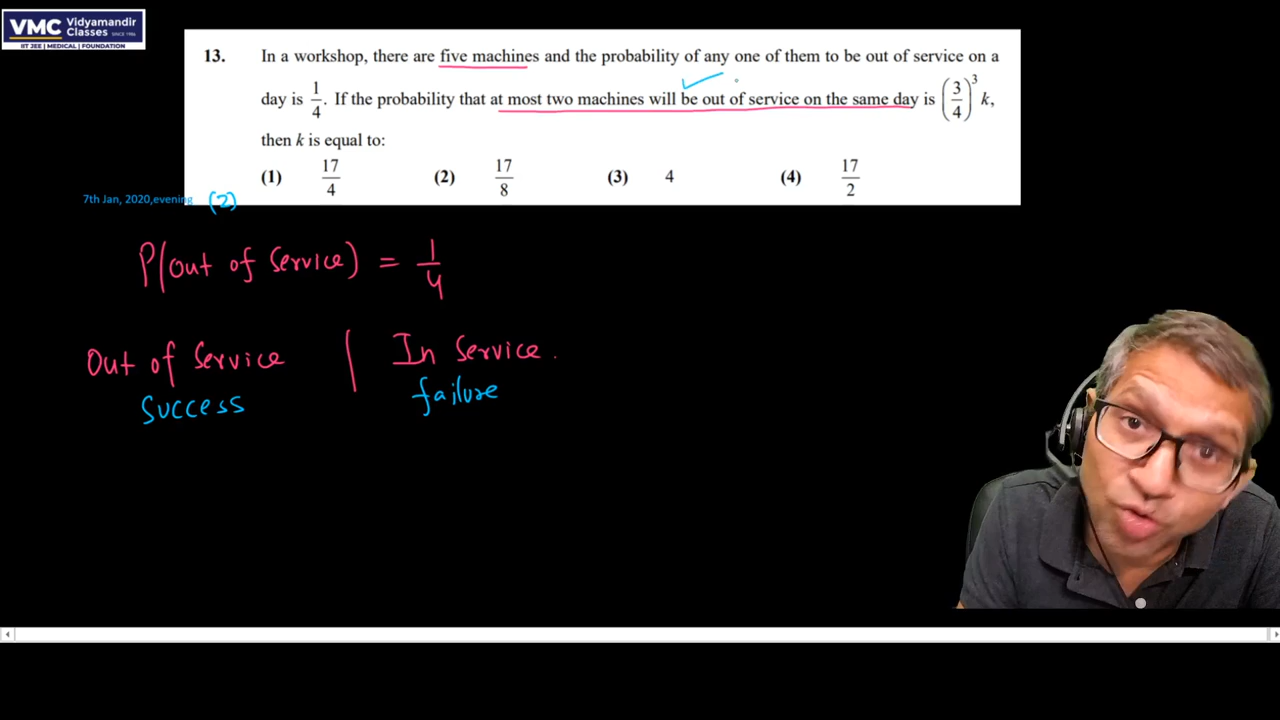 VMC Vidyamandir Classes
SINCE 1986
IIT JEE | MEDICAL | FOUNDATION
13. In a workshop, there are five machines and the probability of any one of them to be out of service on a
day is 1/4. If the probability that at most two machines will be out of service on the same day is (3/4)^3 k,
then k is equal to:
(1) 17/4 (2) 17/8 (3) 4 (4) 17/2
7th Jan, 2020,evening (2)
P(out of service) = 1/4
Out of Service | In Service.
Success failure